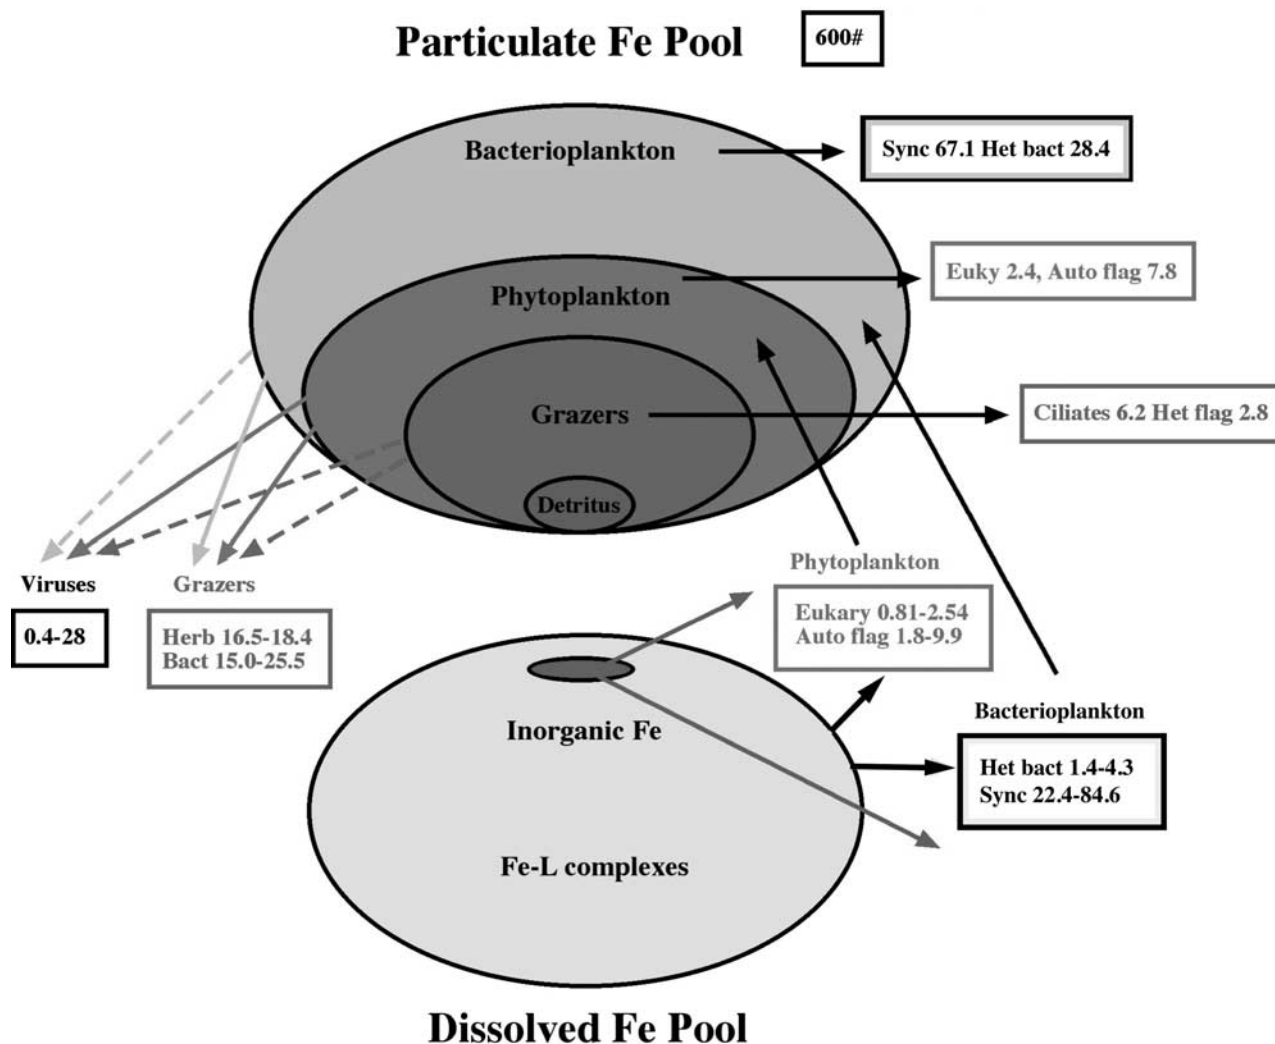 Particulate Fe Pool
600#
Bacterioplankton
Sync 67.1 Het bact 28.4
Phytoplankton
Euky 2.4, Auto flag 7.8
Grazers
Ciliates 6.2 Het flag 2.8
Detritus
Viruses
0.4-28
Grazers
Herb 16.5-18.4
Bact 15.0-25.5
Phytoplankton
Eukary 0.81-2.54
Auto flag 1.8-9.9
Inorganic Fe
Bacterioplankton
Het bact 1.4-4.3
Sync 22.4-84.6
Fe-L complexes
Dissolved Fe Pool